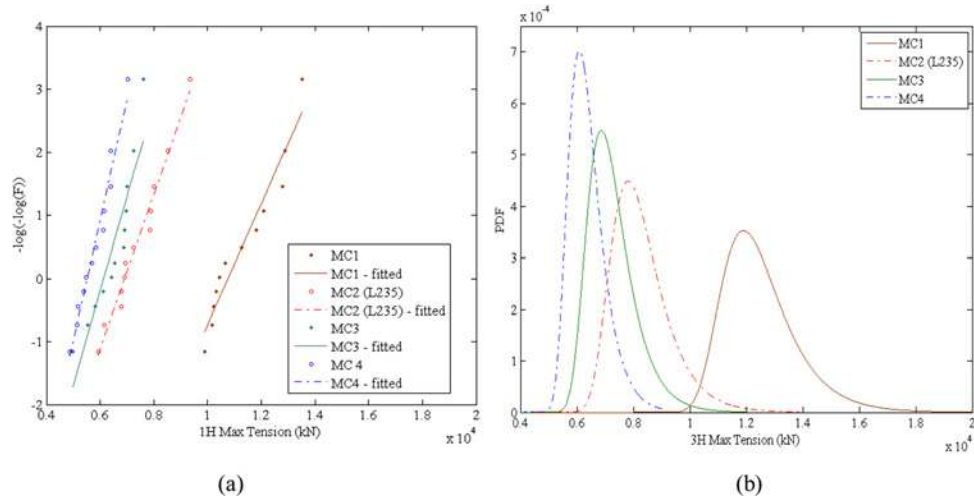 4
3
2
1
0
-1
-2
-log(-log(F))
0.4 0.6 0.8 1 1.2 1.4 1.6 1.8 2
1H Max Tension (kN)
x 10^4
MC1
MC1 - fitted
MC2 (L235)
MC2 (L235) - fitted
MC3
MC3 - fitted
MC 4
MC4 - fitted
(a)
x 10^-4
7
6
5
4
3
2
1
0
PDF
0.4 0.6 0.8 1 1.2 1.4 1.6 1.8 2
3H Max Tension (kN)
x 10^4
MC1
MC2 (L235)
MC3
MC4
(b)